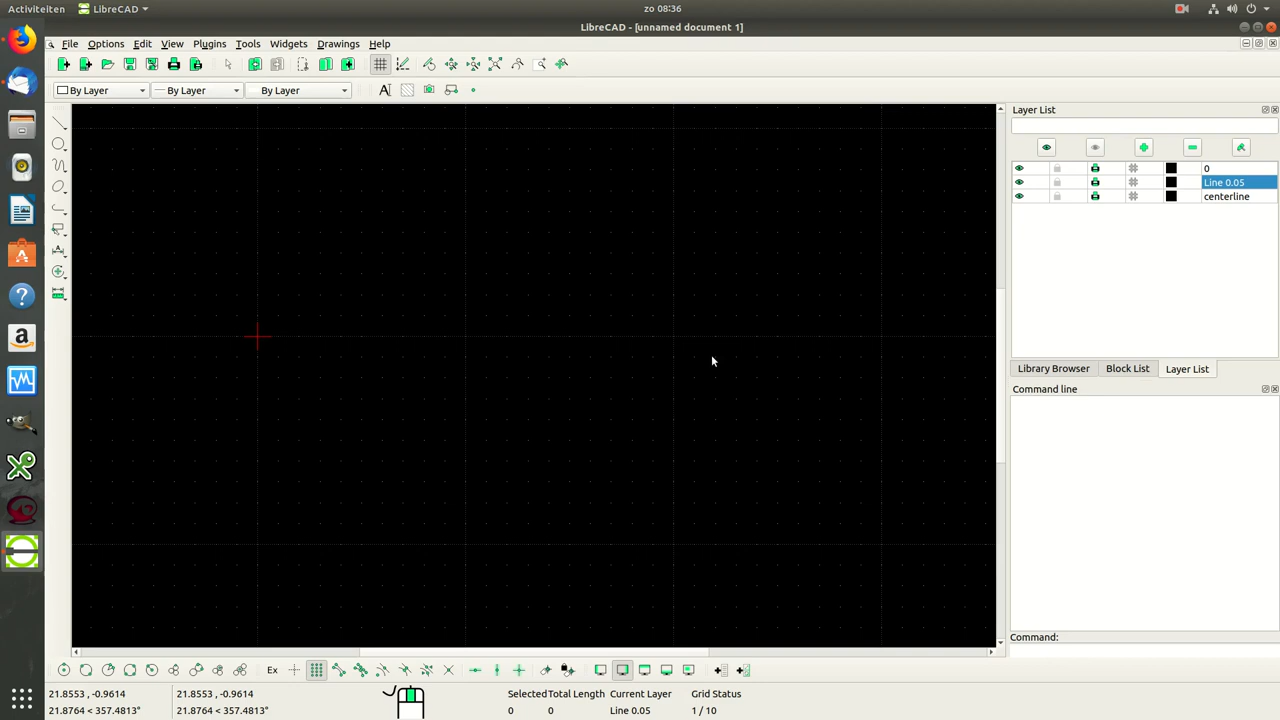 Activiteiten
LibreCAD
zo 08:36
LibreCAD - [unnamed document 1]
File Options Edit View Plugins Tools Widgets Drawings Help
By Layer
By Layer
By Layer
Layer List
0
Line 0.05
centerline
Library Browser
Block List
Layer List
Command line
Command:
Ex
21.8553 , -0.9614
21.8764 < 357.4813°
21.8553 , -0.9614
21.8764 < 357.4813°
Selected
0
Total Length
0
Current Layer
Line 0.05
Grid Status
1 / 10